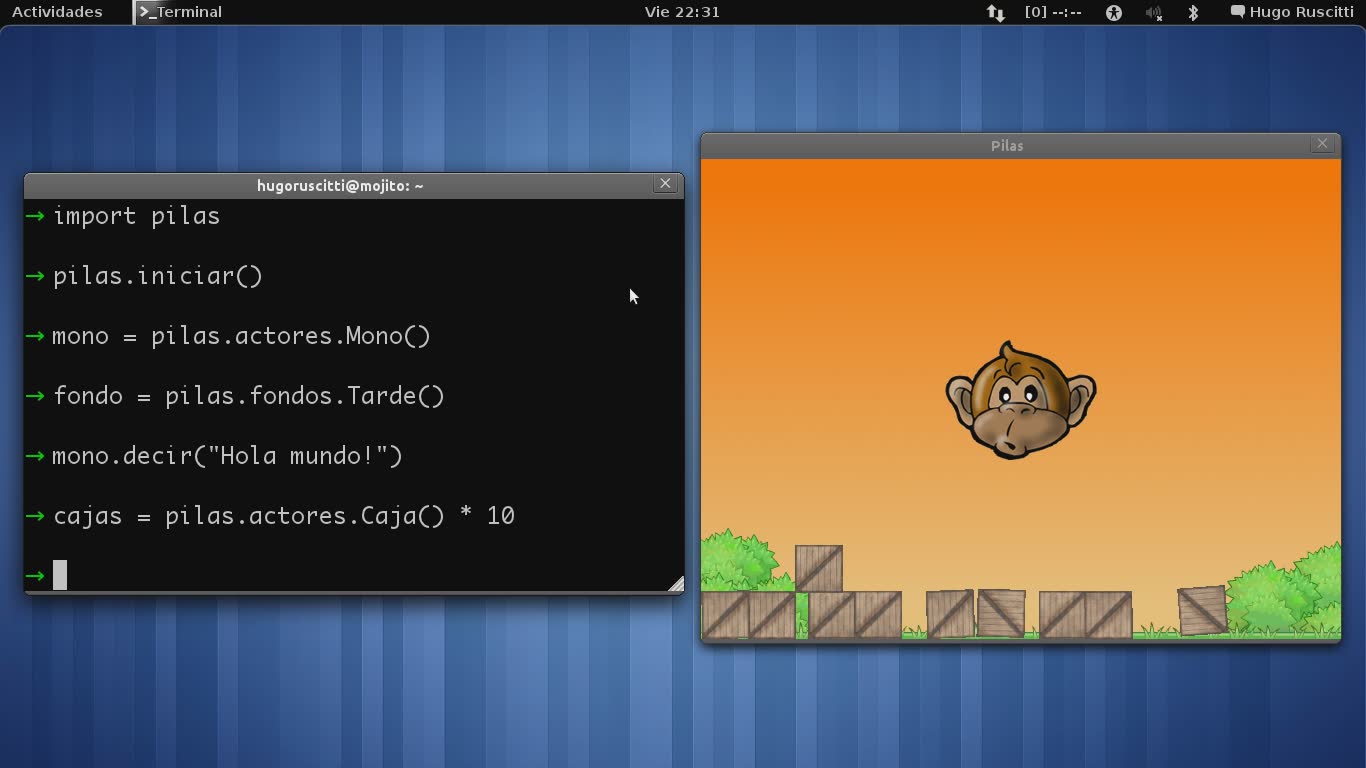 Actividades >_Terminal Vie 22:31 [0] --:-- Hugo Ruscitti
Pilas
hugoruscitti@mojito: ~
→ import pilas
→ pilas.iniciar()
→ mono = pilas.actores.Mono()
→ fondo = pilas.fondos.Tarde()
→ mono.decir("Hola mundo!")
→ cajas = pilas.actores.Caja() * 10
→